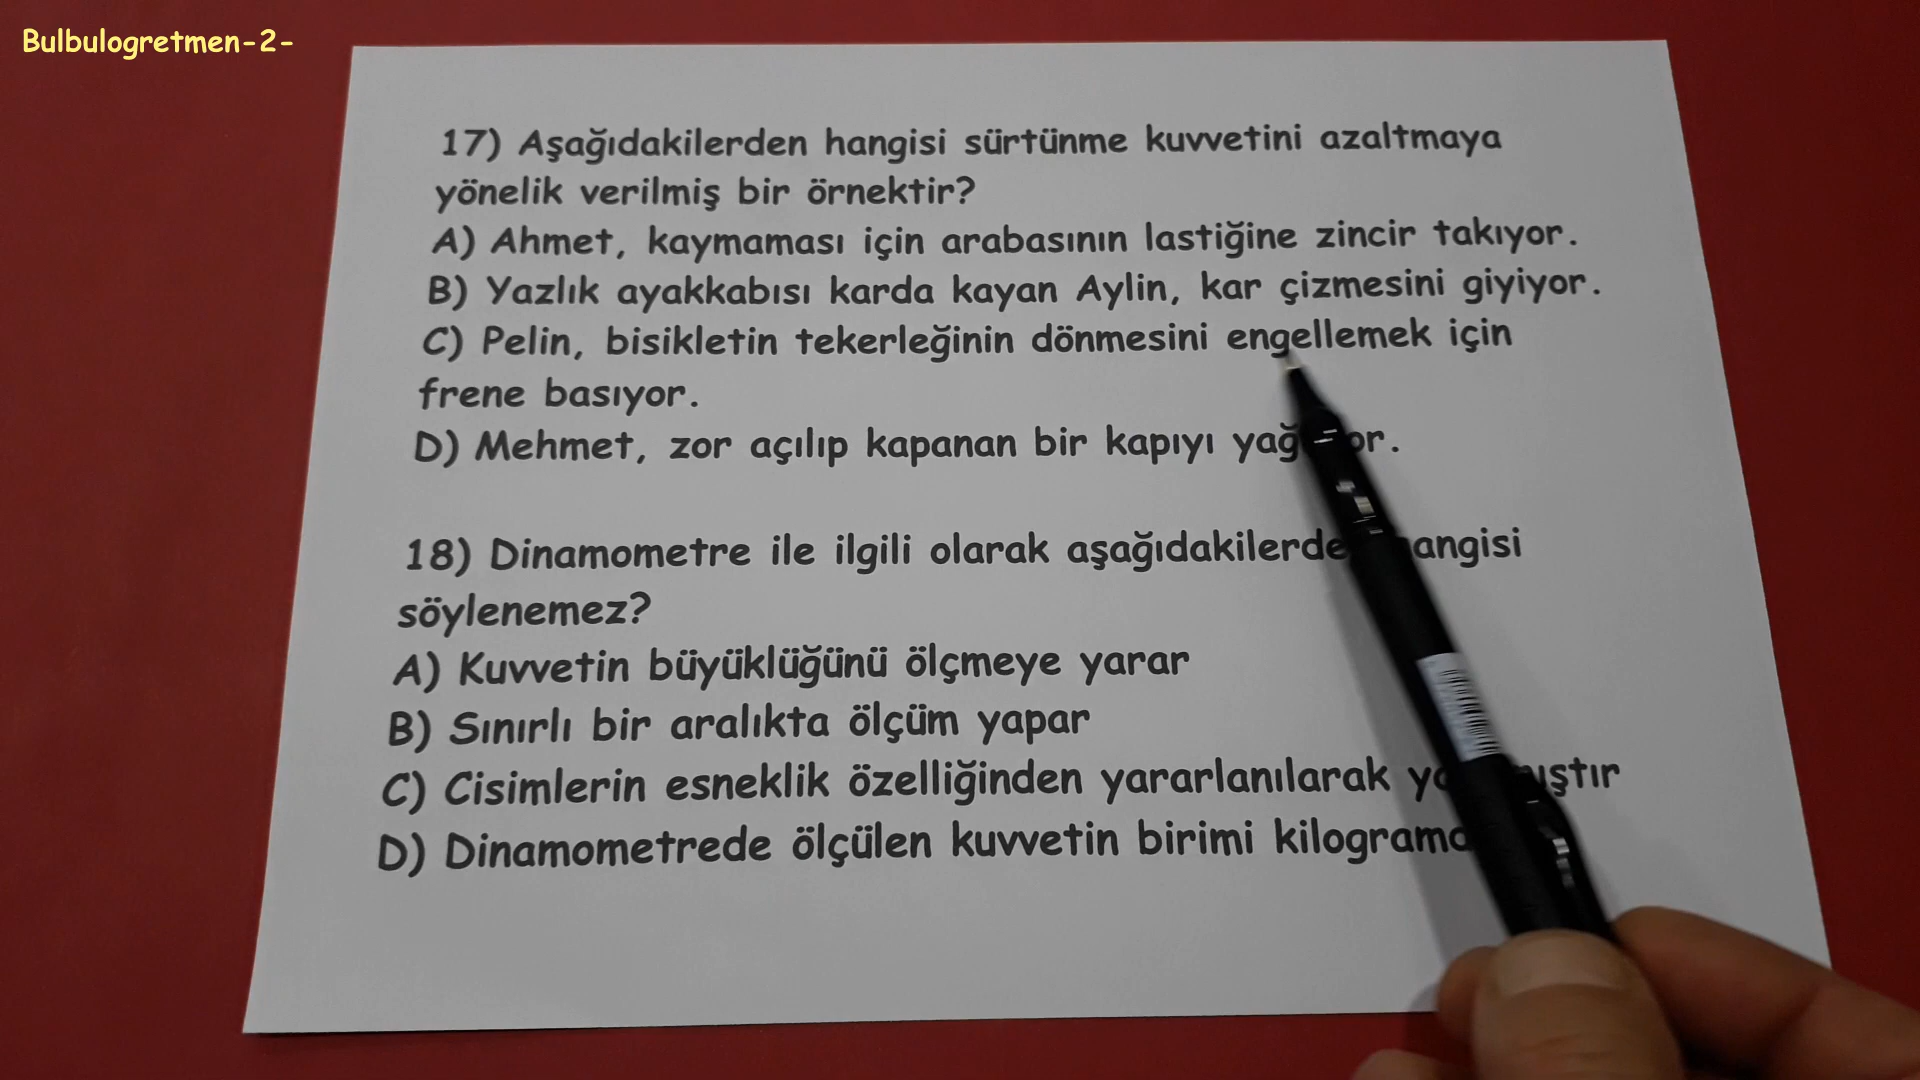 Bulbulogretmen-2-
17) Aşağıdakilerden hangisi sürtünme kuvvetini azaltmaya
yönelik verilmiş bir örnektir?
A) Ahmet, kaymaması için arabasının lastiğine zincir takıyor.
B) Yazlık ayakkabısı karda kayan Aylin, kar çizmesini giyiyor.
C) Pelin, bisikletin tekerleğinin dönmesini engellemek için
frene basıyor.
D) Mehmet, zor açılıp kapanan bir kapıyı
18) Dinamometre ile ilgili olarak aşağıdakilerden hangisi
söylenemez?
A) Kuvvetin büyüklüğünü ölçmeye yarar
B) Sınırlı bir aralıkta ölçüm yapar
C) Cisimlerin esneklik özelliğinden yararlanılarak
D) Dinamometrede ölçülen kuvvetin birimi